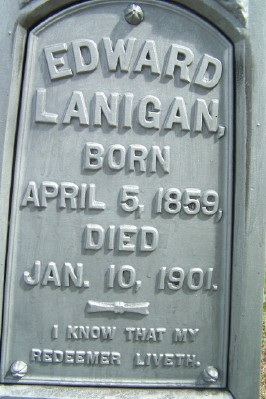 EDWARD
LANIGAN,
BORN
APRIL 5, 1859,
DIED
JAN. 10, 1901.
I KNOW THAT MY
REDEEMER LIVETH.